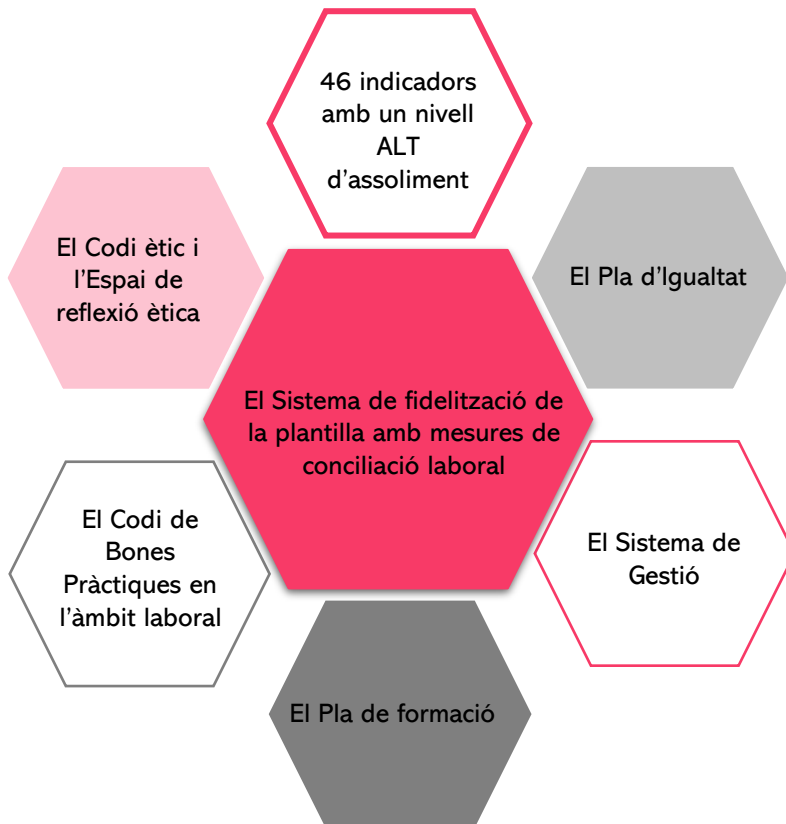 46 indicadors
amb un nivell
ALT
d’assoliment
El Codi ètic i
l’Espai de
reflexió ètica
El Pla d’Igualtat
El Sistema de fidelització de
la plantilla amb mesures de
conciliació laboral
El Codi de
Bones
Pràctiques en
l’àmbit laboral
El Sistema de
Gestió
El Pla de formació